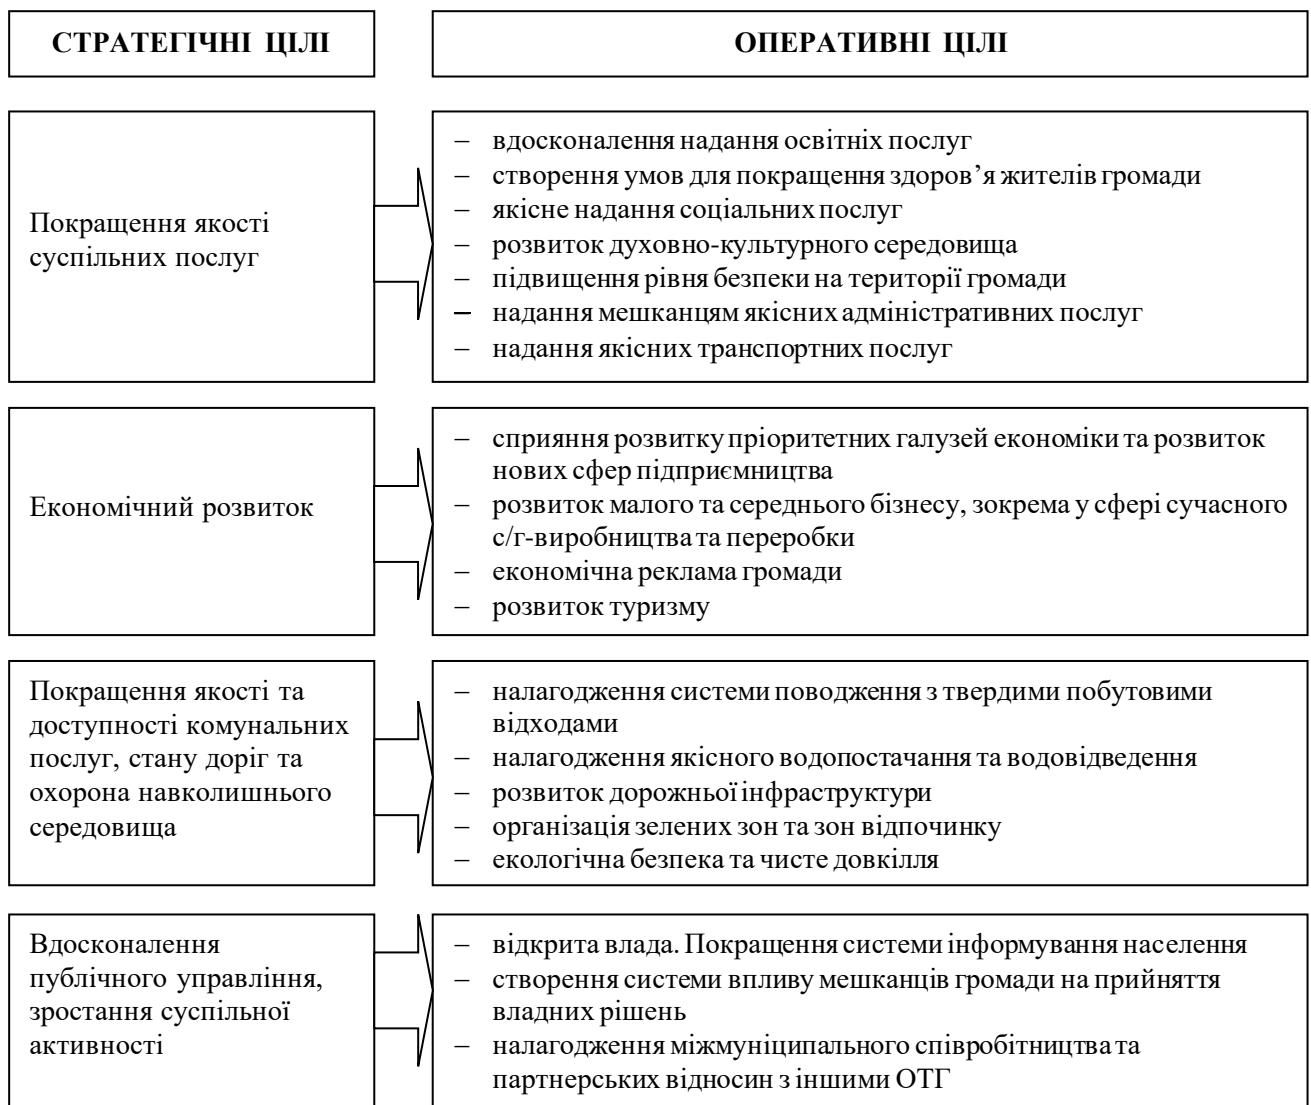 СТРАТЕГІЧНІ ЦІЛІ
ОПЕРАТИВНІ ЦІЛІ
Покращення якості
суспільних послуг
– вдосконалення надання освітніх послуг
– створення умов для покращення здоров’я жителів громади
– якісне надання соціальних послуг
– розвиток духовно-культурного середовища
– підвищення рівня безпеки на території громади
– надання мешканцям якісних адміністративних послуг
– надання якісних транспортних послуг
Економічний розвиток
– сприяння розвитку пріоритетних галузей економіки та розвиток
нових сфер підприємництва
– розвиток малого та середнього бізнесу, зокрема у сфері сучасного
с/г-виробництва та переробки
– економічна реклама громади
– розвиток туризму
Покращення якості та
доступності комунальних
послуг, стану доріг та
охорона навколишнього
середовища
– налагодження системи поводження з твердими побутовими
відходами
– налагодження якісного водопостачання та водовідведення
– розвиток дорожньої інфраструктури
– організація зелених зон та зон відпочинку
– екологічна безпека та чисте довкілля
Вдосконалення
публічного управління,
зростання суспільної
активності
– відкрита влада. Покращення системи інформування населення
– створення системи впливу мешканців громади на прийняття
владних рішень
– налагодження міжмуніципального співробітництва та
партнерських відносин з іншими ОТГ